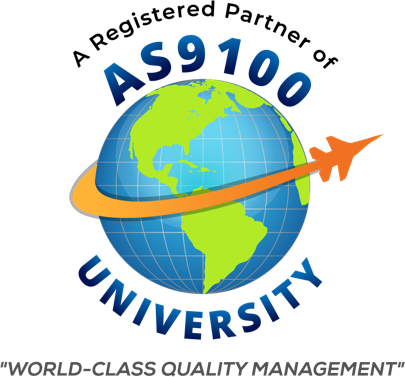 A Registered Partner of
AS9100
UNIVERSITY
"WORLD-CLASS QUALITY MANAGEMENT"